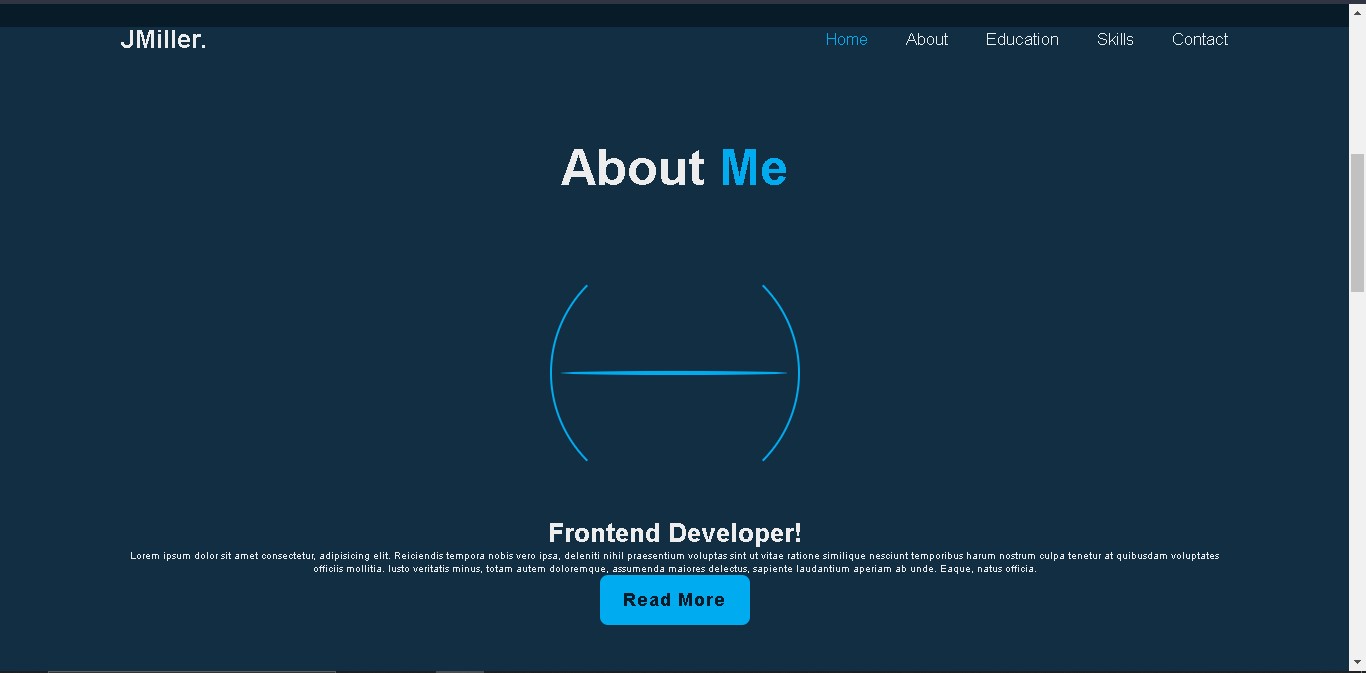 JMiller.
Home About Education Skills Contact
About Me
Frontend Developer!
Lorem ipsum dolor sit amet consectetur, adipisicing elit. Reiciendis tempora nobis vero ipsa, deleniti nihil praesentium voluptas sint ut vitae ratione similique nesciunt temporibus harum nostrum culpa tenetur at quibusdam voluptates
officiis mollitia. Iusto veritatis minus, totam autem doloremque, assumenda maiores delectus, sapiente laudantium aperiam ab unde. Eaque, natus officia.
Read More